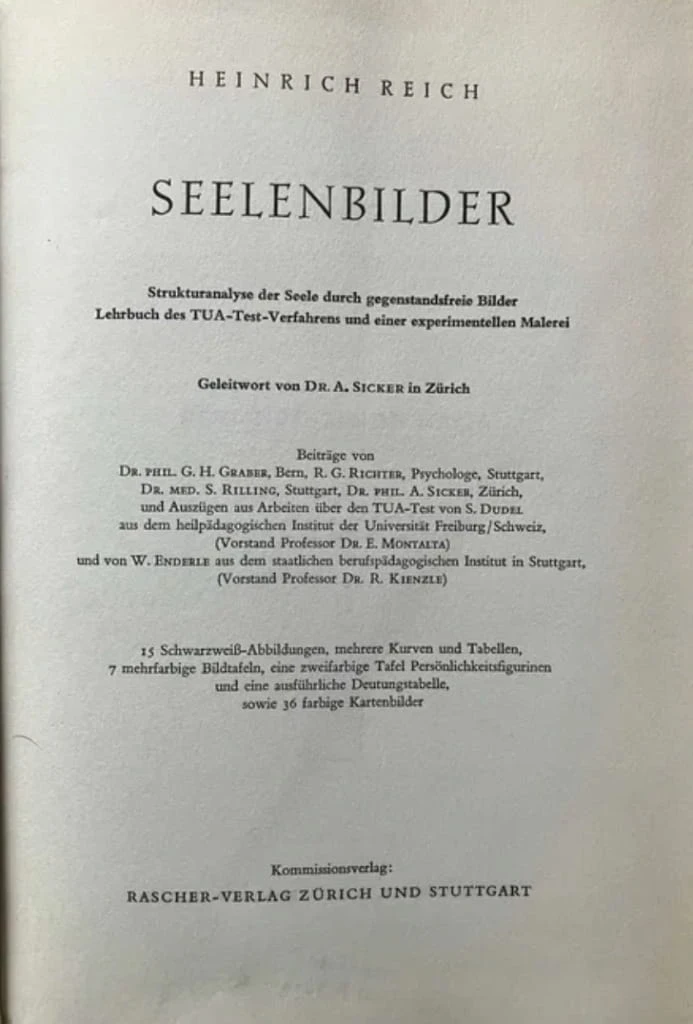 HEINRICH REICH
SEELENBILDER
Strukturanalyse der Seele durch gegenstandsfreie Bilder
Lehrbuch des TUA-Test-Verfahrens und einer experimentellen Malerei
Geleitwort von DR. A. SICKER in Zürich
Beiträge von
DR. PHIL. G. H. GRABER, Bern, R. G. RICHTER, Psychologe, Stuttgart,
DR. MED. S. RILLING, Stuttgart, DR. PHIL. A. SICKER, Zürich,
und Auszügen aus Arbeiten über den TUA-Test von S. DUDEL
aus dem heilpädagogischen Institut der Universität Freiburg/Schweiz,
(Vorstand Professor DR. E. MONTALTA)
und von W. ENDERLE aus dem staatlichen berufspädagogischen Institut in Stuttgart,
(Vorstand Professor DR. R. KIENZLE)
15 Schwarzweiß-Abbildungen, mehrere Kurven und Tabellen,
7 mehrfarbige Bildtafeln, eine zweifarbige Tafel Persönlichkeitsfigurinen
und eine ausführliche Deutungstabelle,
sowie 36 farbige Kartenbilder
Kommissionsverlag:
RASCHER-VERLAG ZÜRICH UND STUTTGART